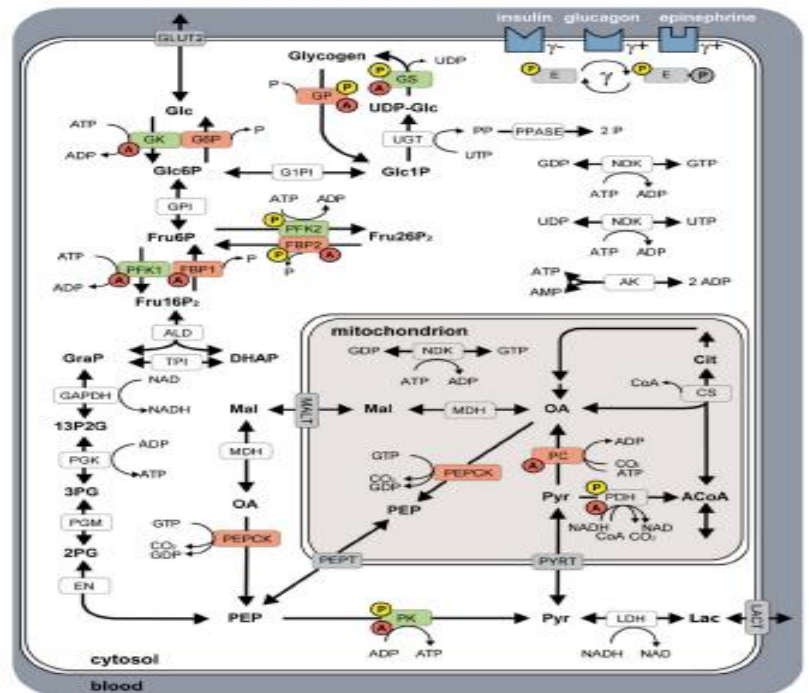 insulin glucagon epinephrine
GLUT2 γ- γ+ γ+
Glycogen UDP
P P GS P E γ P E P
P GP P A A
Glc UDP-Glc
ATP PP PPASE 2 P
GK G6P P UGT
ADP A UTP
Glc6P G1PI Glc1P GDP NDK GTP
ATP ADP ATP ADP
GPI P
PFK2 UDP NDK UTP
Fru6P FBP2 Fru26P₂
ATP P P A ATP ADP
PFK1 FBP1 P
ADP A A ATP AK 2 ADP
AMP
Fru16P₂
ALD mitochondrion
GraP TPI DHAP GDP NDK GTP Cit
NAD ATP ADP CoA CS
GAPDH
NADH Mal MALT Mal MDH OA
13P2G
ADP MDH GTP ADP
PGK PEPCK PC
ATP CO₂ A CO₂
GDP ATP
3PG OA PEP Pyr P PDH ACoA
PGM GTP A
NADH NAD
CoA CO₂
2PG PEPCK
CO₂
GDP PEPT PYRT
EN
P LACT
PEP PK Pyr LDH Lac
A
ADP ATP NADH NAD
cytosol
blood